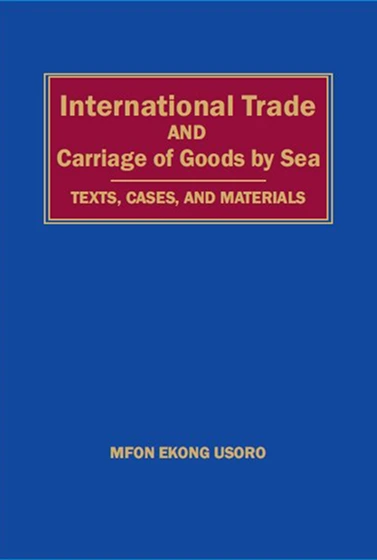 International Trade
AND
Carriage of Goods by Sea
TEXTS, CASES, AND MATERIALS
MFON EKONG USORO